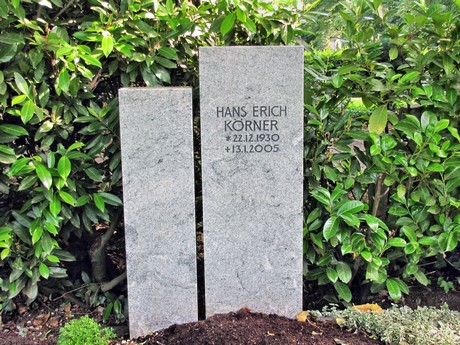 HANS ERICH
KÖRNER
*22.12.1930
+13.1.2005